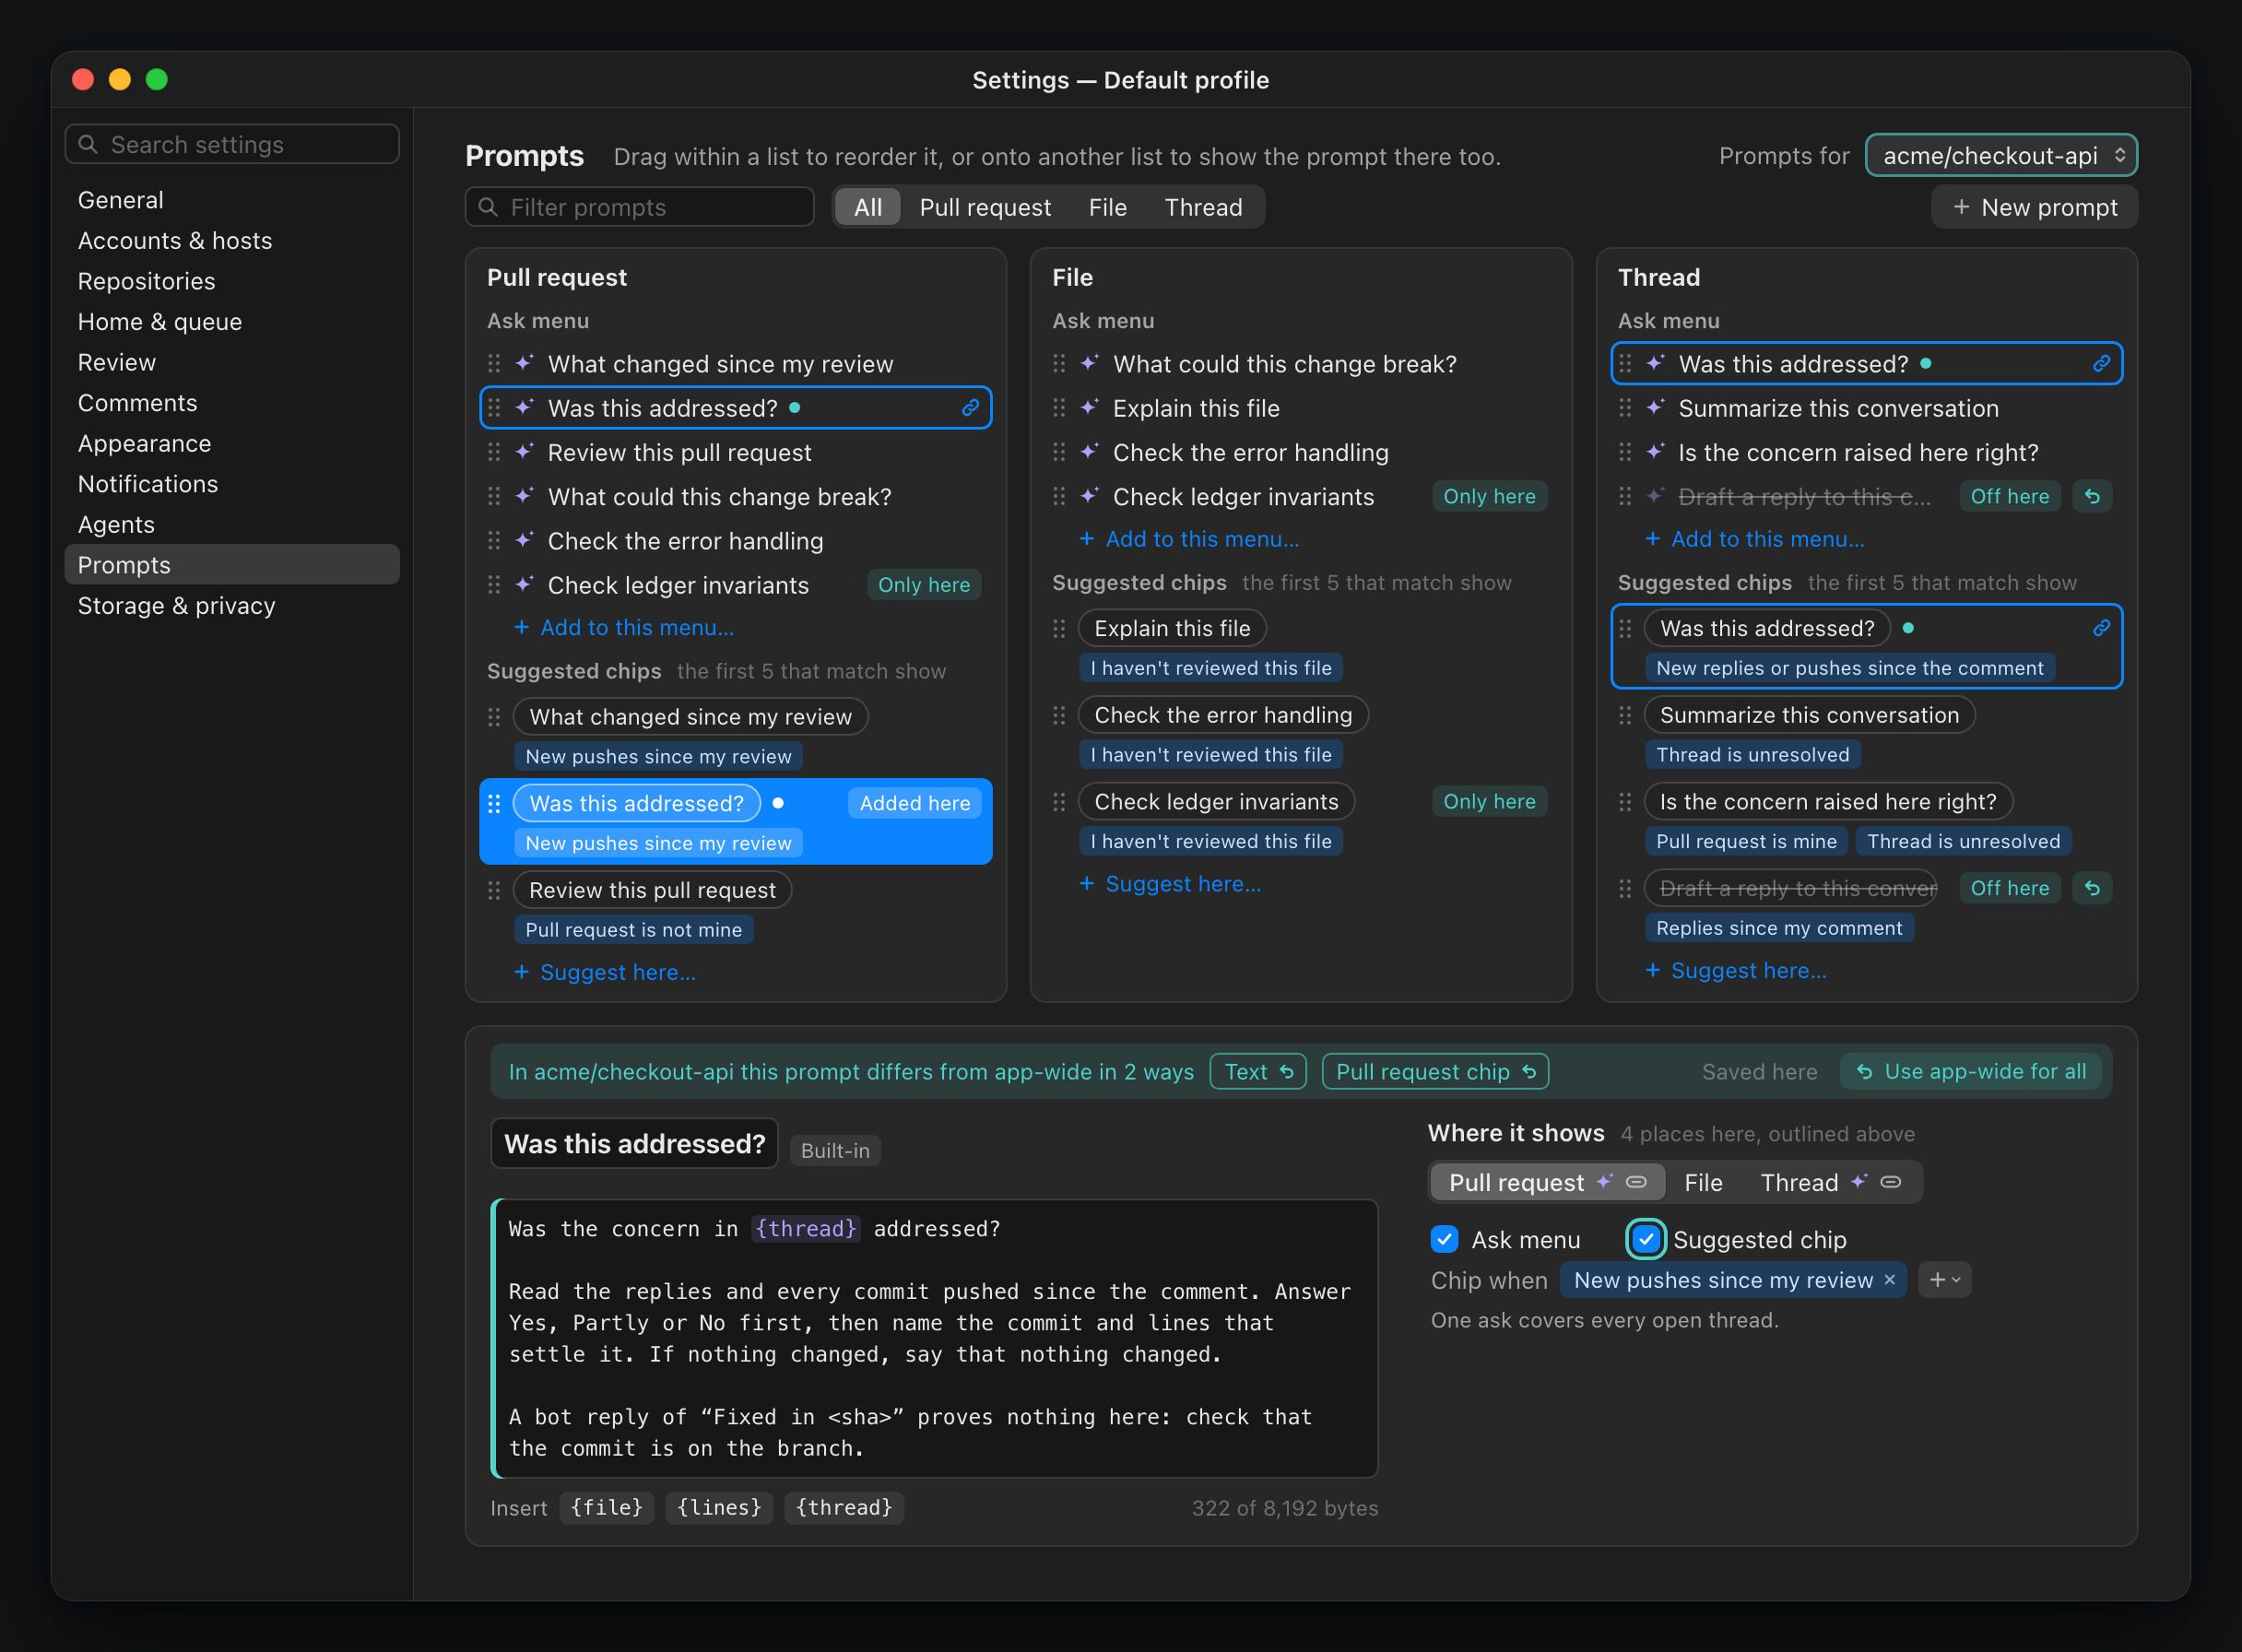 Settings — Default profile
Search settings
General
Accounts & hosts
Repositories
Home & queue
Review
Comments
Appearance
Notifications
Agents
Prompts
Storage & privacy
Prompts
Drag within a list to reorder it, or onto another list to show the prompt there too.
Prompts for
acme/checkout-api
Filter prompts
All
Pull request
File
Thread
+ New prompt
Pull request
Ask menu
What changed since my review
Was this addressed?
Review this pull request
What could this change break?
Check the error handling
Check ledger invariants
Only here
+ Add to this menu...
Suggested chips
the first 5 that match show
What changed since my review
New pushes since my review
Was this addressed?
Added here
New pushes since my review
Review this pull request
Pull request is not mine
+ Suggest here...
File
Ask menu
What could this change break?
Explain this file
Check the error handling
Check ledger invariants
Only here
+ Add to this menu...
Suggested chips
the first 5 that match show
Explain this file
I haven't reviewed this file
Check the error handling
I haven't reviewed this file
Check ledger invariants
Only here
I haven't reviewed this file
+ Suggest here...
Thread
Ask menu
Was this addressed?
Summarize this conversation
Is the concern raised here right?
Draft a reply to this c...
Off here
+ Add to this menu...
Suggested chips
the first 5 that match show
Was this addressed?
New replies or pushes since the comment
Summarize this conversation
Thread is unresolved
Is the concern raised here right?
Pull request is mine
Thread is unresolved
Draft a reply to this conver
Off here
Replies since my comment
+ Suggest here...
In acme/checkout-api this prompt differs from app-wide in 2 ways
Text
Pull request chip
Saved here
Use app-wide for all
Was this addressed?
Built-in
Was the concern in {thread} addressed?
Read the replies and every commit pushed since the comment. Answer
Yes, Partly or No first, then name the commit and lines that
settle it. If nothing changed, say that nothing changed.
A bot reply of “Fixed in <sha>” proves nothing here: check that
the commit is on the branch.
Insert
{file}
{lines}
{thread}
322 of 8,192 bytes
Where it shows
4 places here, outlined above
Pull request
File
Thread
Ask menu
Suggested chip
Chip when
New pushes since my review ×
One ask covers every open thread.